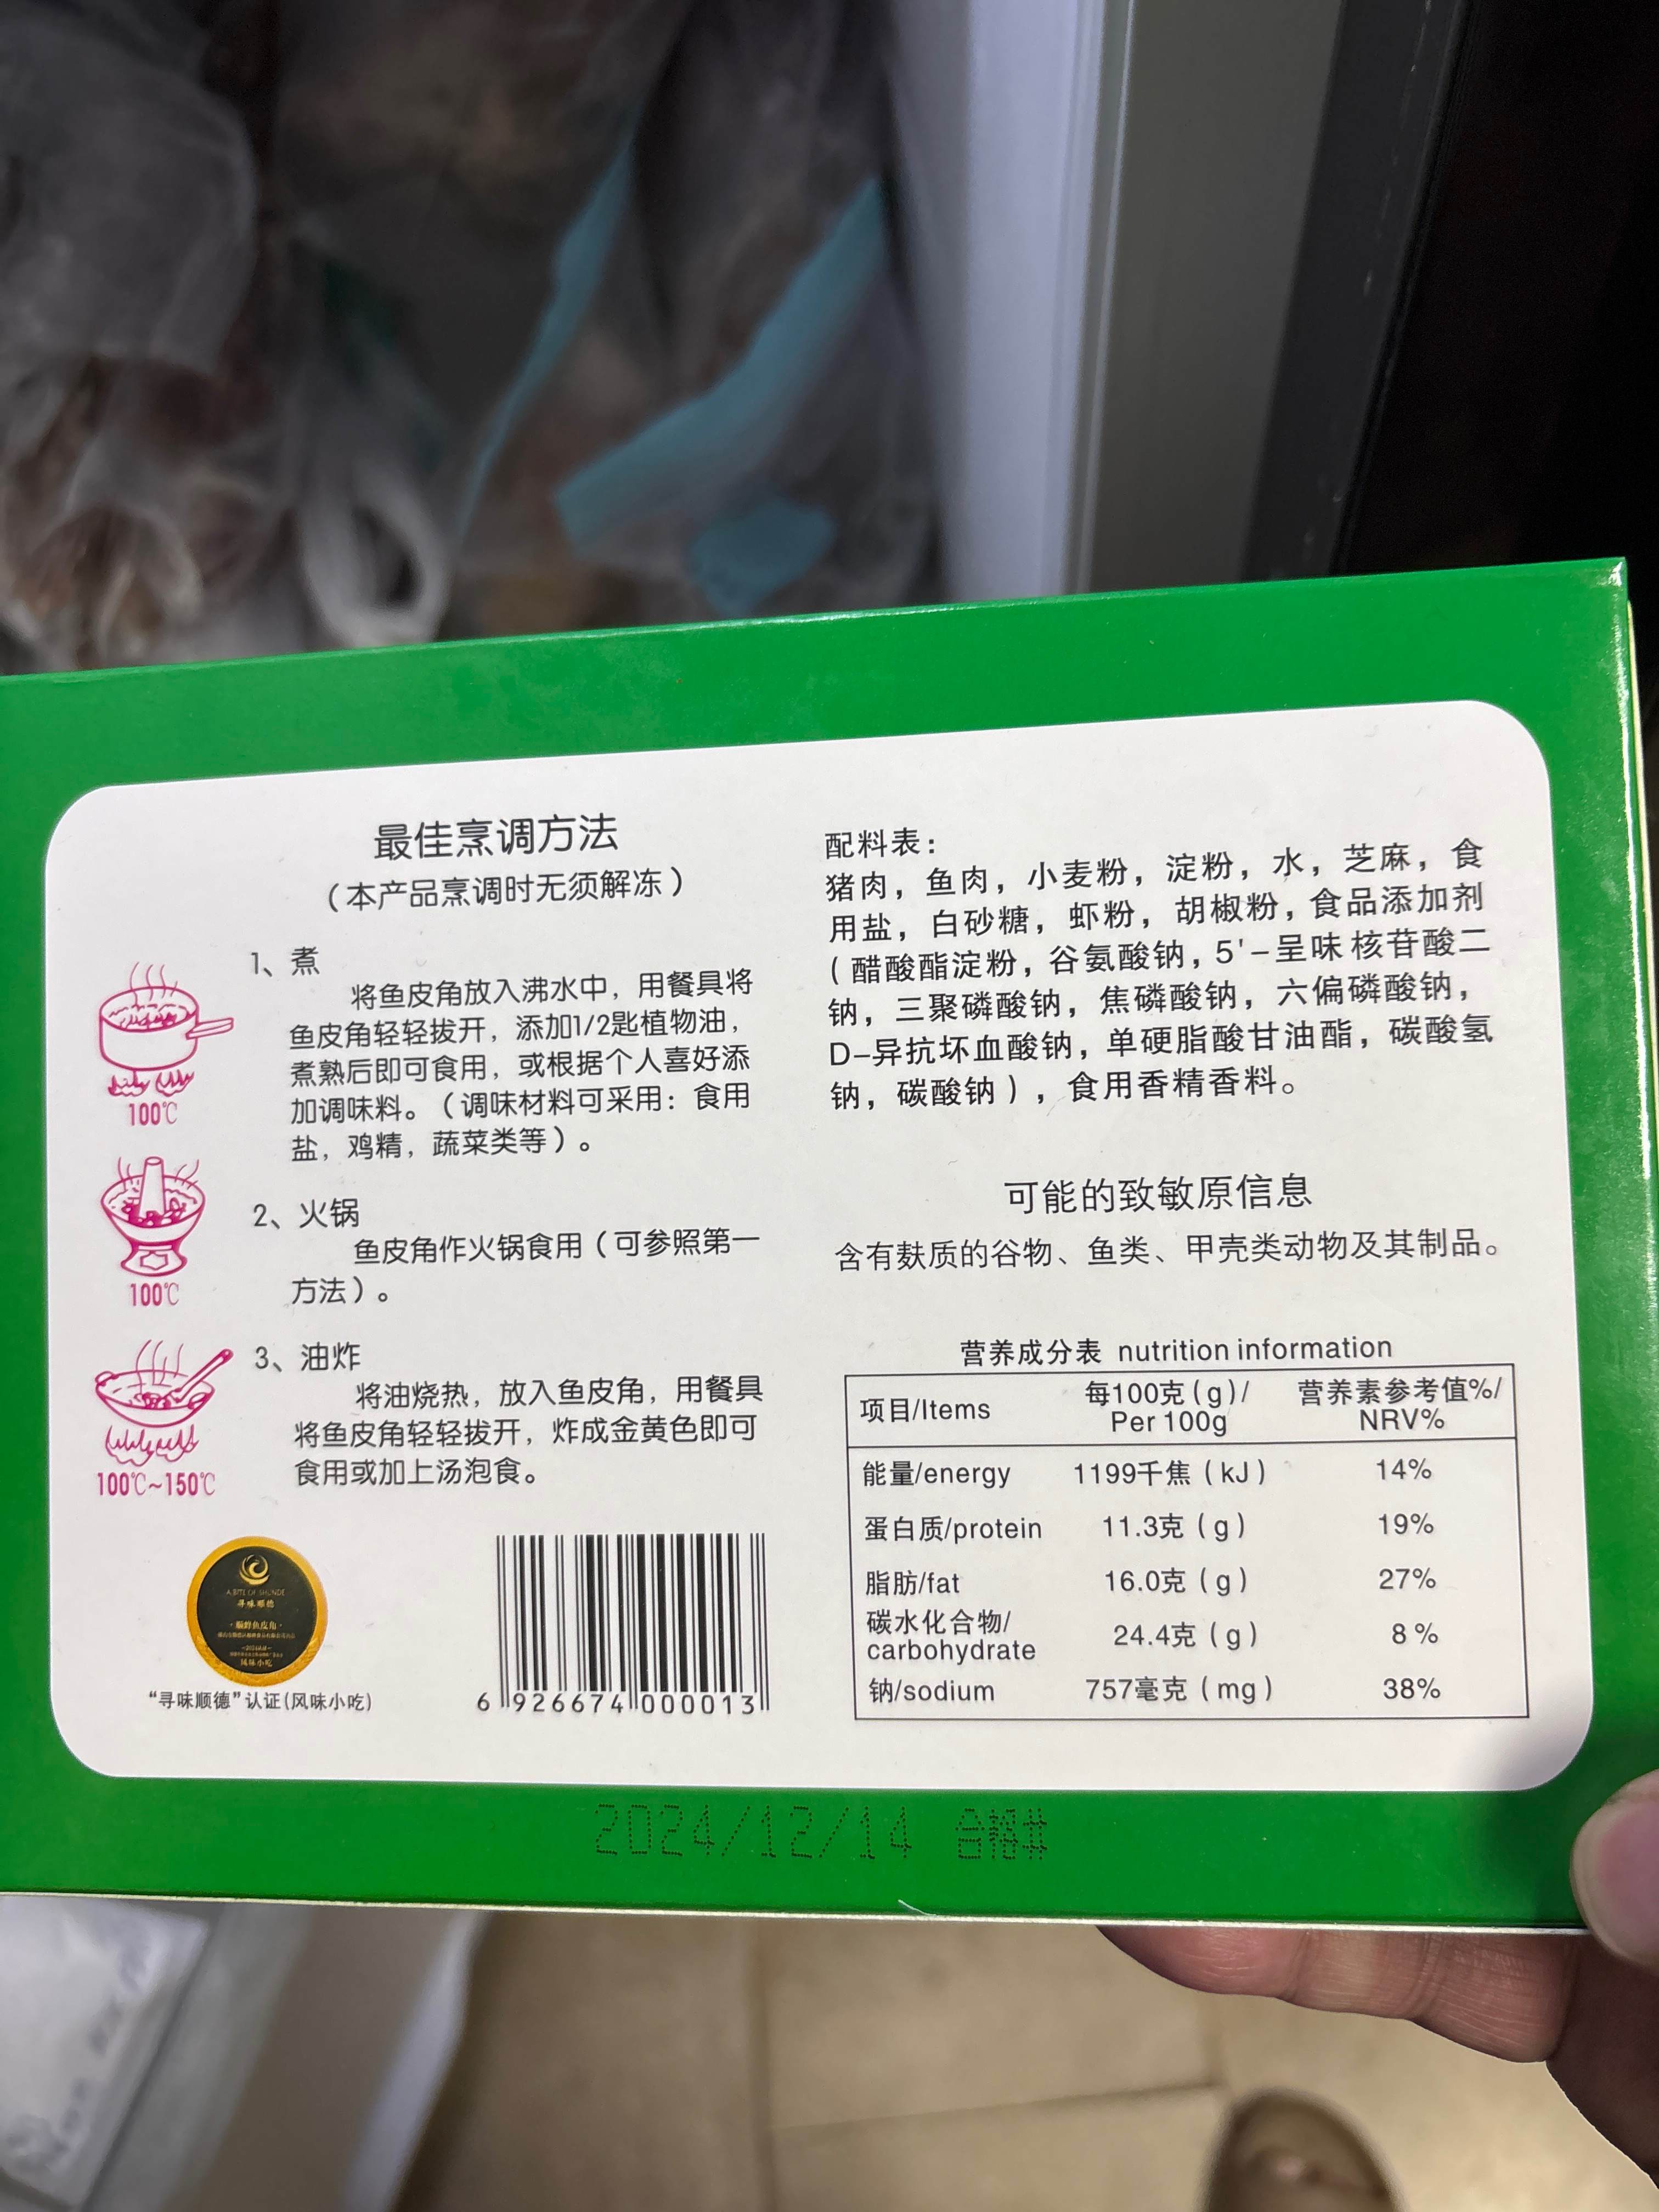 最佳烹调方法
（本产品烹调时无须解冻）
1、煮
将鱼皮角放入沸水中，用餐具将
鱼皮角轻轻拔开，添加1/2匙植物油，
煮熟后即可食用，或根据个人喜好添
加调味料。（调味材料可采用：食用
盐，鸡精，蔬菜类等）。
100℃
2、火锅
鱼皮角作火锅食用（可参照第一
方法）。
100℃
3、油炸
将油烧热，放入鱼皮角，用餐具
将鱼皮角轻轻拔开，炸成金黄色即可
食用或加上汤泡食。
100℃~150℃
A BITE OF SHUNDE
寻味顺德
风味小吃
“寻味顺德”认证(风味小吃)
6 926674 000013
配料表：
猪肉，鱼肉，小麦粉，淀粉，水，芝麻，食
用盐，白砂糖，虾粉，胡椒粉，食品添加剂
（醋酸酯淀粉，谷氨酸钠，5'-呈味核苷酸二
钠，三聚磷酸钠，焦磷酸钠，六偏磷酸钠，
D-异抗坏血酸钠，单硬脂酸甘油酯，碳酸氢
钠，碳酸钠），食用香精香料。
可能的致敏原信息
含有麸质的谷物、鱼类、甲壳类动物及其制品。
营养成分表 nutrition information
项目/Items 每100克(g)/ Per 100g 营养素参考值%/ NRV%
能量/energy 1199千焦（kJ） 14%
蛋白质/protein 11.3克（g） 19%
脂肪/fat 16.0克（g） 27%
碳水化合物/ carbohydrate 24.4克（g） 8%
钠/sodium 757毫克（mg） 38%
2024/12/14 合格#